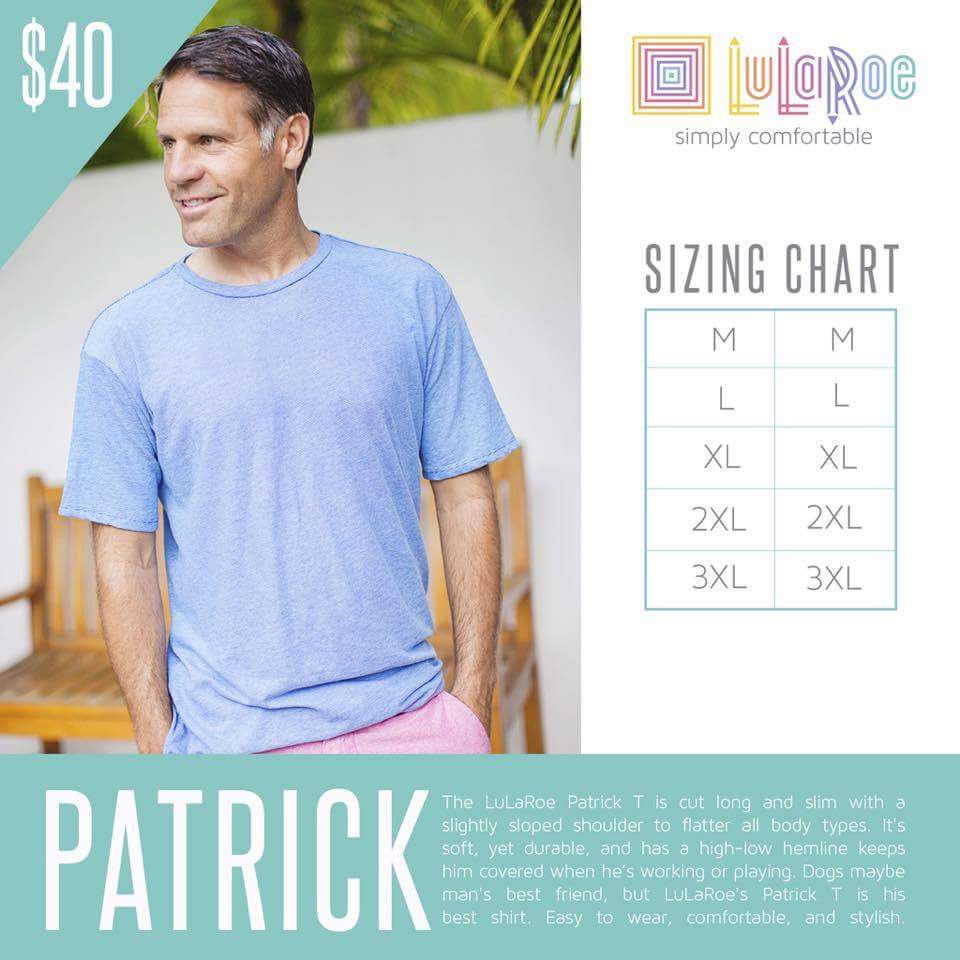 $40
LuLaRoe
simply comfortable
SIZING CHART
M M
L L
XL XL
2XL 2XL
3XL 3XL
PATRICK
The LuLaRoe Patrick T is cut long and slim with a
slightly sloped shoulder to flatter all body types. It's
soft, yet durable, and has a high-low hemline keeps
him covered when he's working or playing. Dogs maybe
man's best friend, but LuLaRoe's Patrick T is his
best shirt. Easy to wear, comfortable, and stylish.